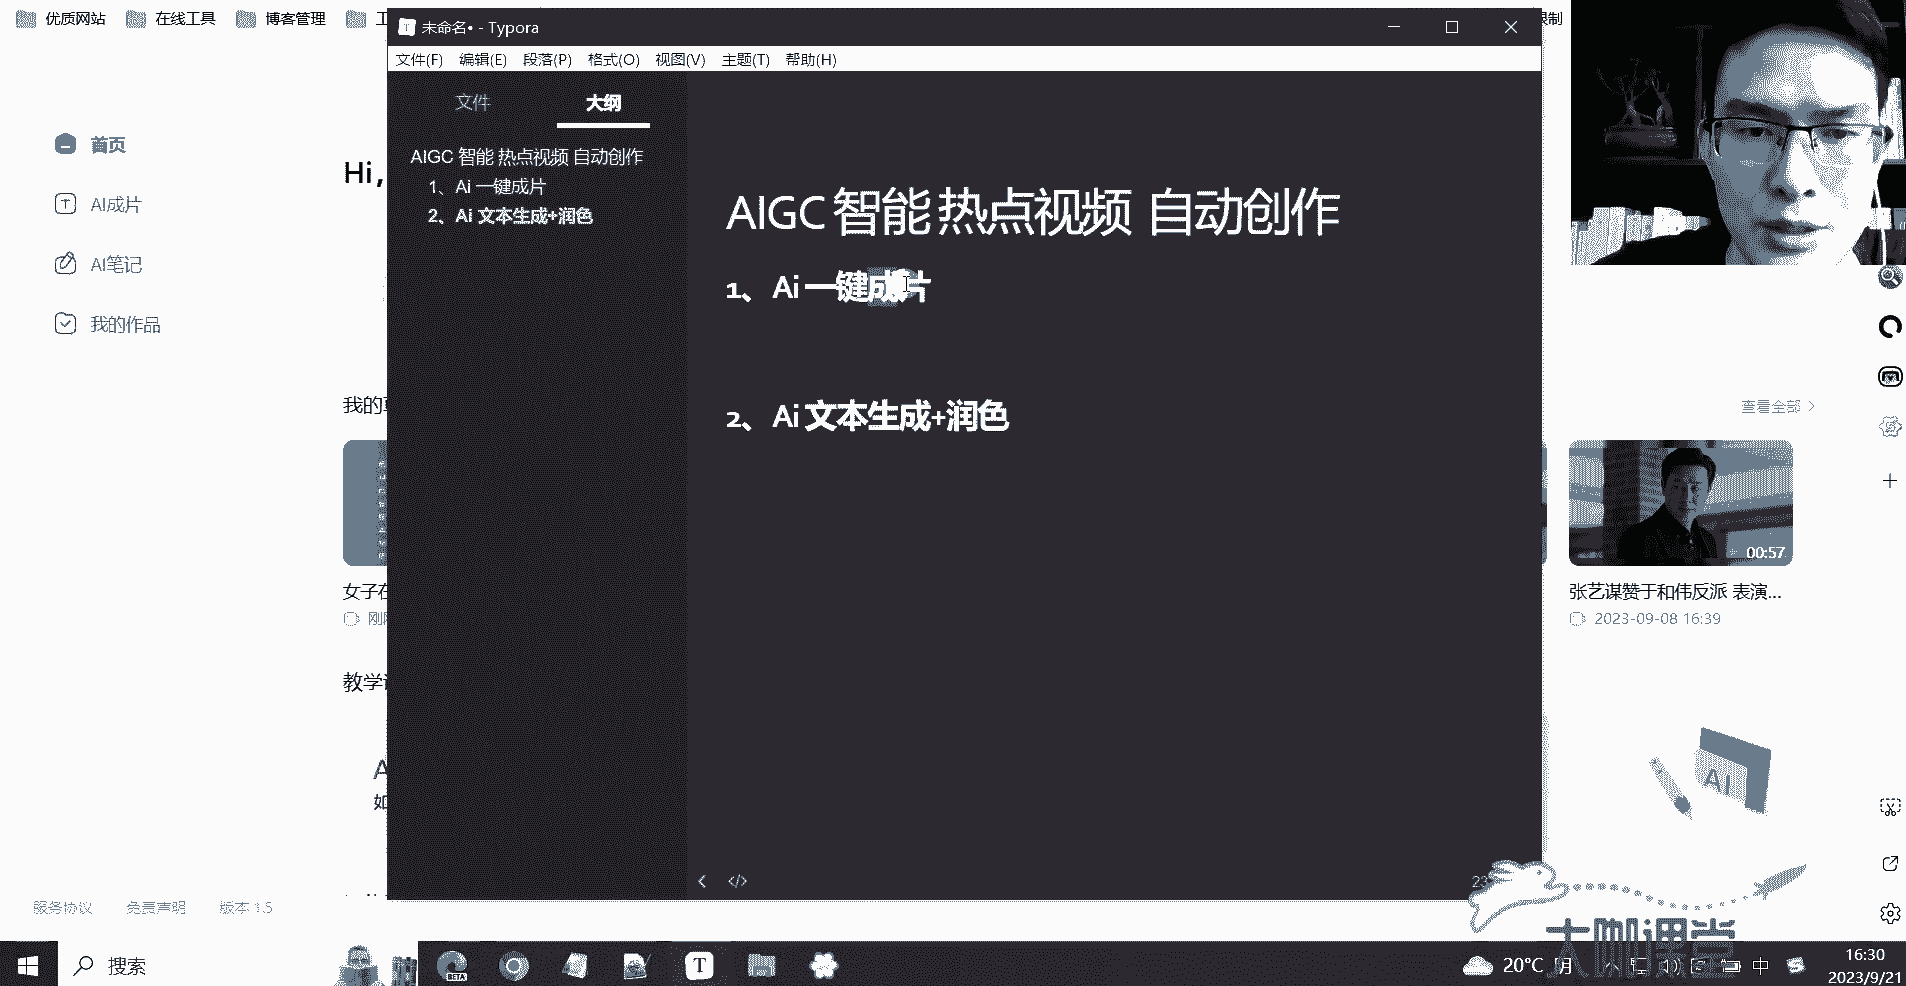 优质网站
在线工具
博客管理
未命名• - Typora
文件(F) 编辑(E) 段落(P) 格式(O) 视图(V) 主题(T) 帮助(H)
文件 大纲
AIGC 智能 热点视频 自动创作
1、Ai 一键成片
2、Ai 文本生成+润色
AIGC 智能 热点视频 自动创作
1、Ai 一键成片
2、Ai 文本生成+润色
首页
AI成片
AI笔记
我的作品
Hi,
我的
查看全部
00:57
女子在
张艺谋赞于和伟反派 表演...
2023-09-08 16:39
教学
A
如
AI
服务协议 免责声明 版本 1.5
大咖课堂
搜索
BETA
T
20°C
中
16:30
2023/9/21